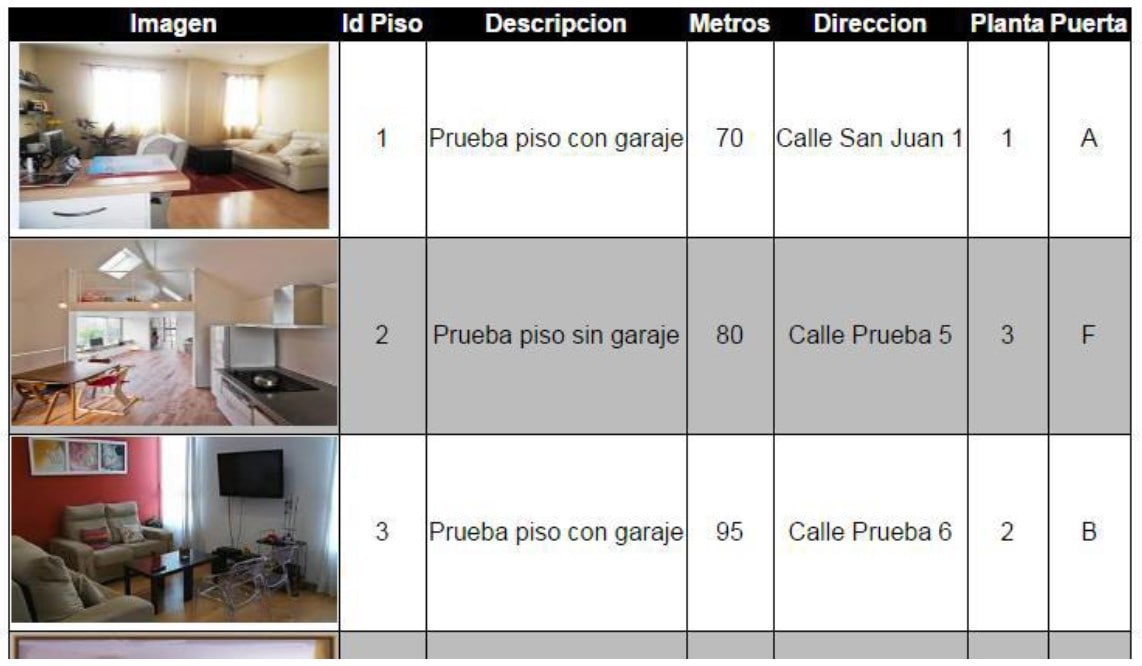 Imagen Id Piso Descripcion Metros Direccion Planta Puerta
1 Prueba piso con garaje 70 Calle San Juan 1 1 A
2 Prueba piso sin garaje 80 Calle Prueba 5 3 F
3 Prueba piso con garaje 95 Calle Prueba 6 2 B